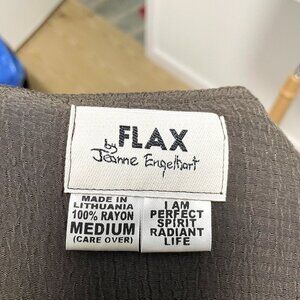 FLAX
by
Jeanne Engelhart
MADE IN
LITHUANIA
100% RAYON
MEDIUM
(CARE OVER)
I AM
PERFECT
SPIRIT
RADIANT
LIFE